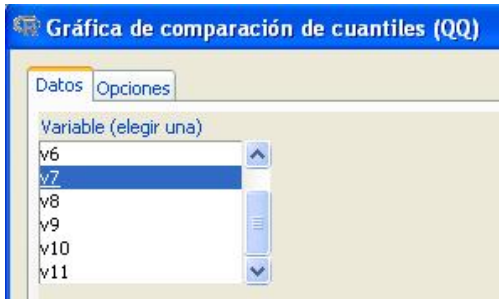 Gráfica de comparación de cuantiles (QQ)
Datos Opciones
Variable (elegir una)
v6
v7
v8
v9
v10
v11